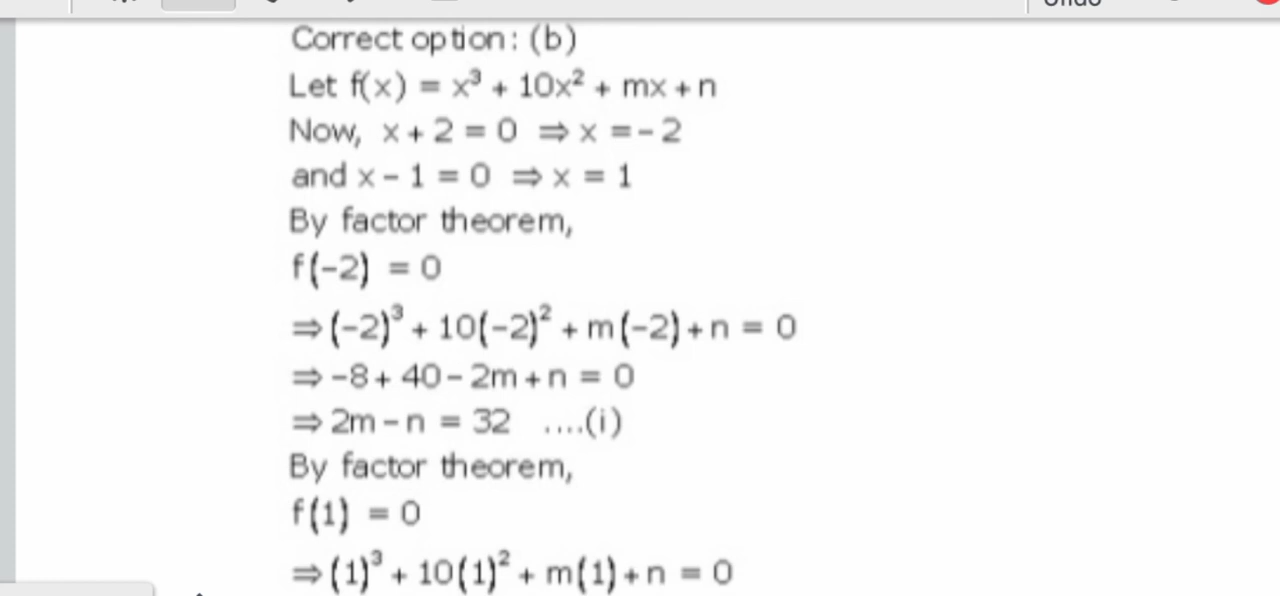 Correct option: (b)
Let f(x) = x³ + 10x² + mx + n
Now, x + 2 = 0 ⇒ x = - 2
and x - 1 = 0 ⇒ x = 1
By factor theorem,
f(-2) = 0
⇒ (-2)³ + 10(-2)² + m(-2) + n = 0
⇒ -8 + 40 - 2m + n = 0
⇒ 2m - n = 32 ....(i)
By factor theorem,
f(1) = 0
⇒ (1)³ + 10(1)² + m(1) + n = 0